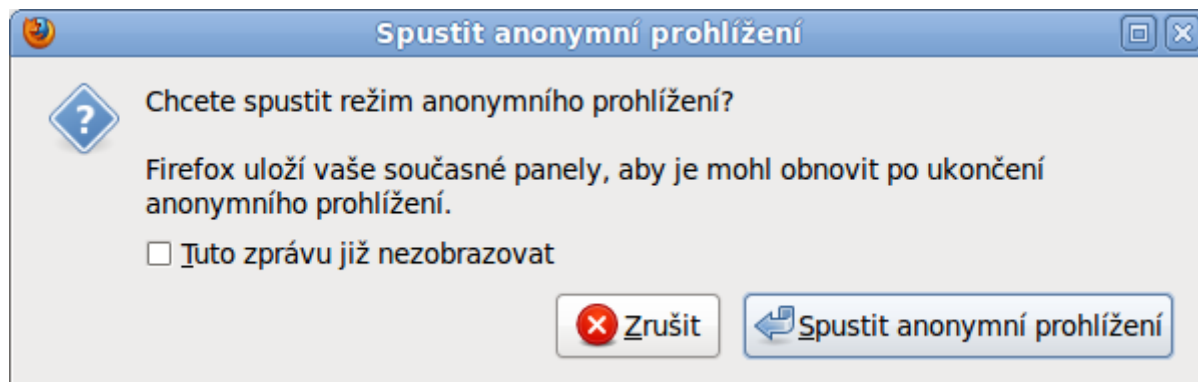 Spustit anonymní prohlížení
Chcete spustit režim anonymního prohlížení?
Firefox uloží vaše současné panely, aby je mohl obnovit po ukončení
anonymního prohlížení.
Tuto zprávu již nezobrazovat
Zrušit
Spustit anonymní prohlížení